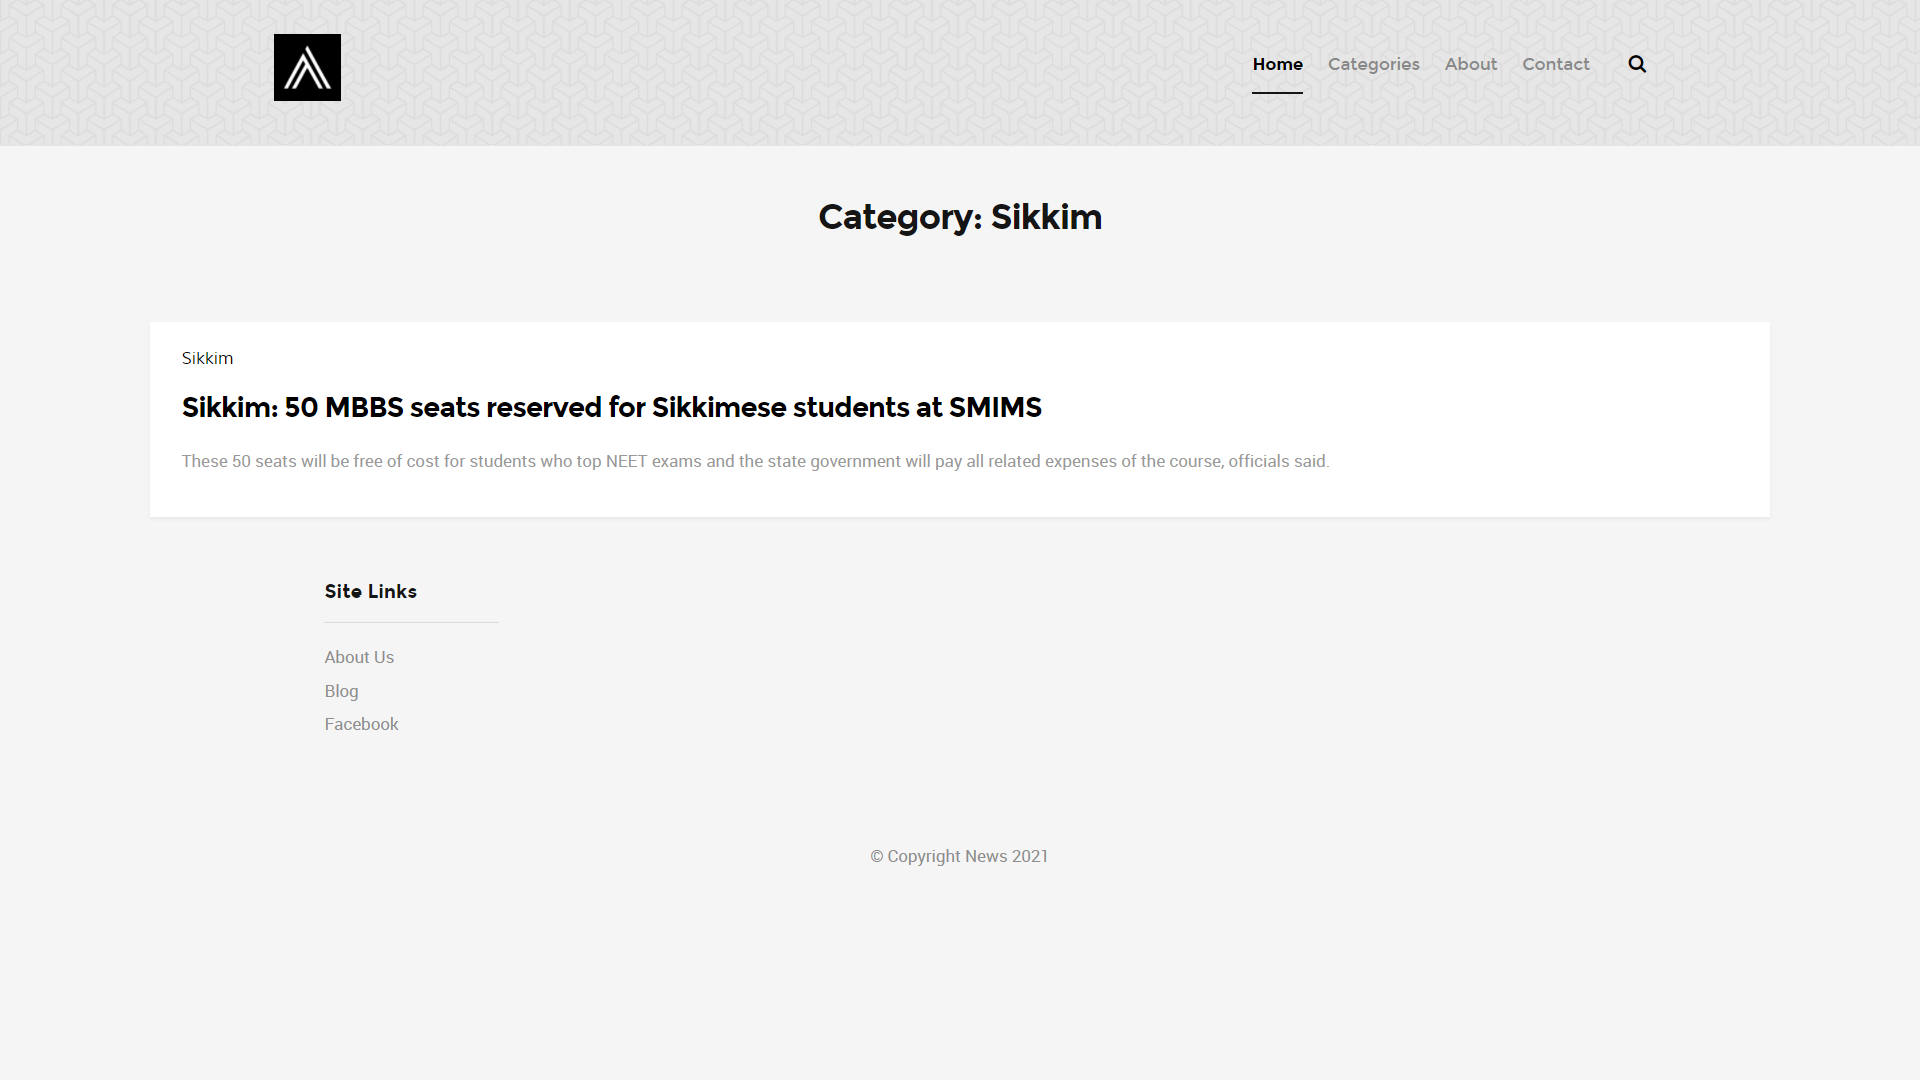 Home Categories About Contact
Category: Sikkim
Sikkim
Sikkim: 50 MBBS seats reserved for Sikkimese students at SMIMS
These 50 seats will be free of cost for students who top NEET exams and the state government will pay all related expenses of the course, officials said.
Site Links
About Us
Blog
Facebook
© Copyright News 2021